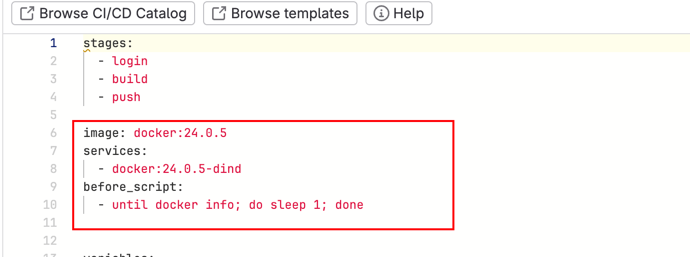 Browse CI/CD Catalog Browse templates Help
1 stages:
2 - login
3 - build
4 - push
5
6 image: docker:24.0.5
7 services:
8 - docker:24.0.5-dind
9 before_script:
10 - until docker info; do sleep 1; done
11
12